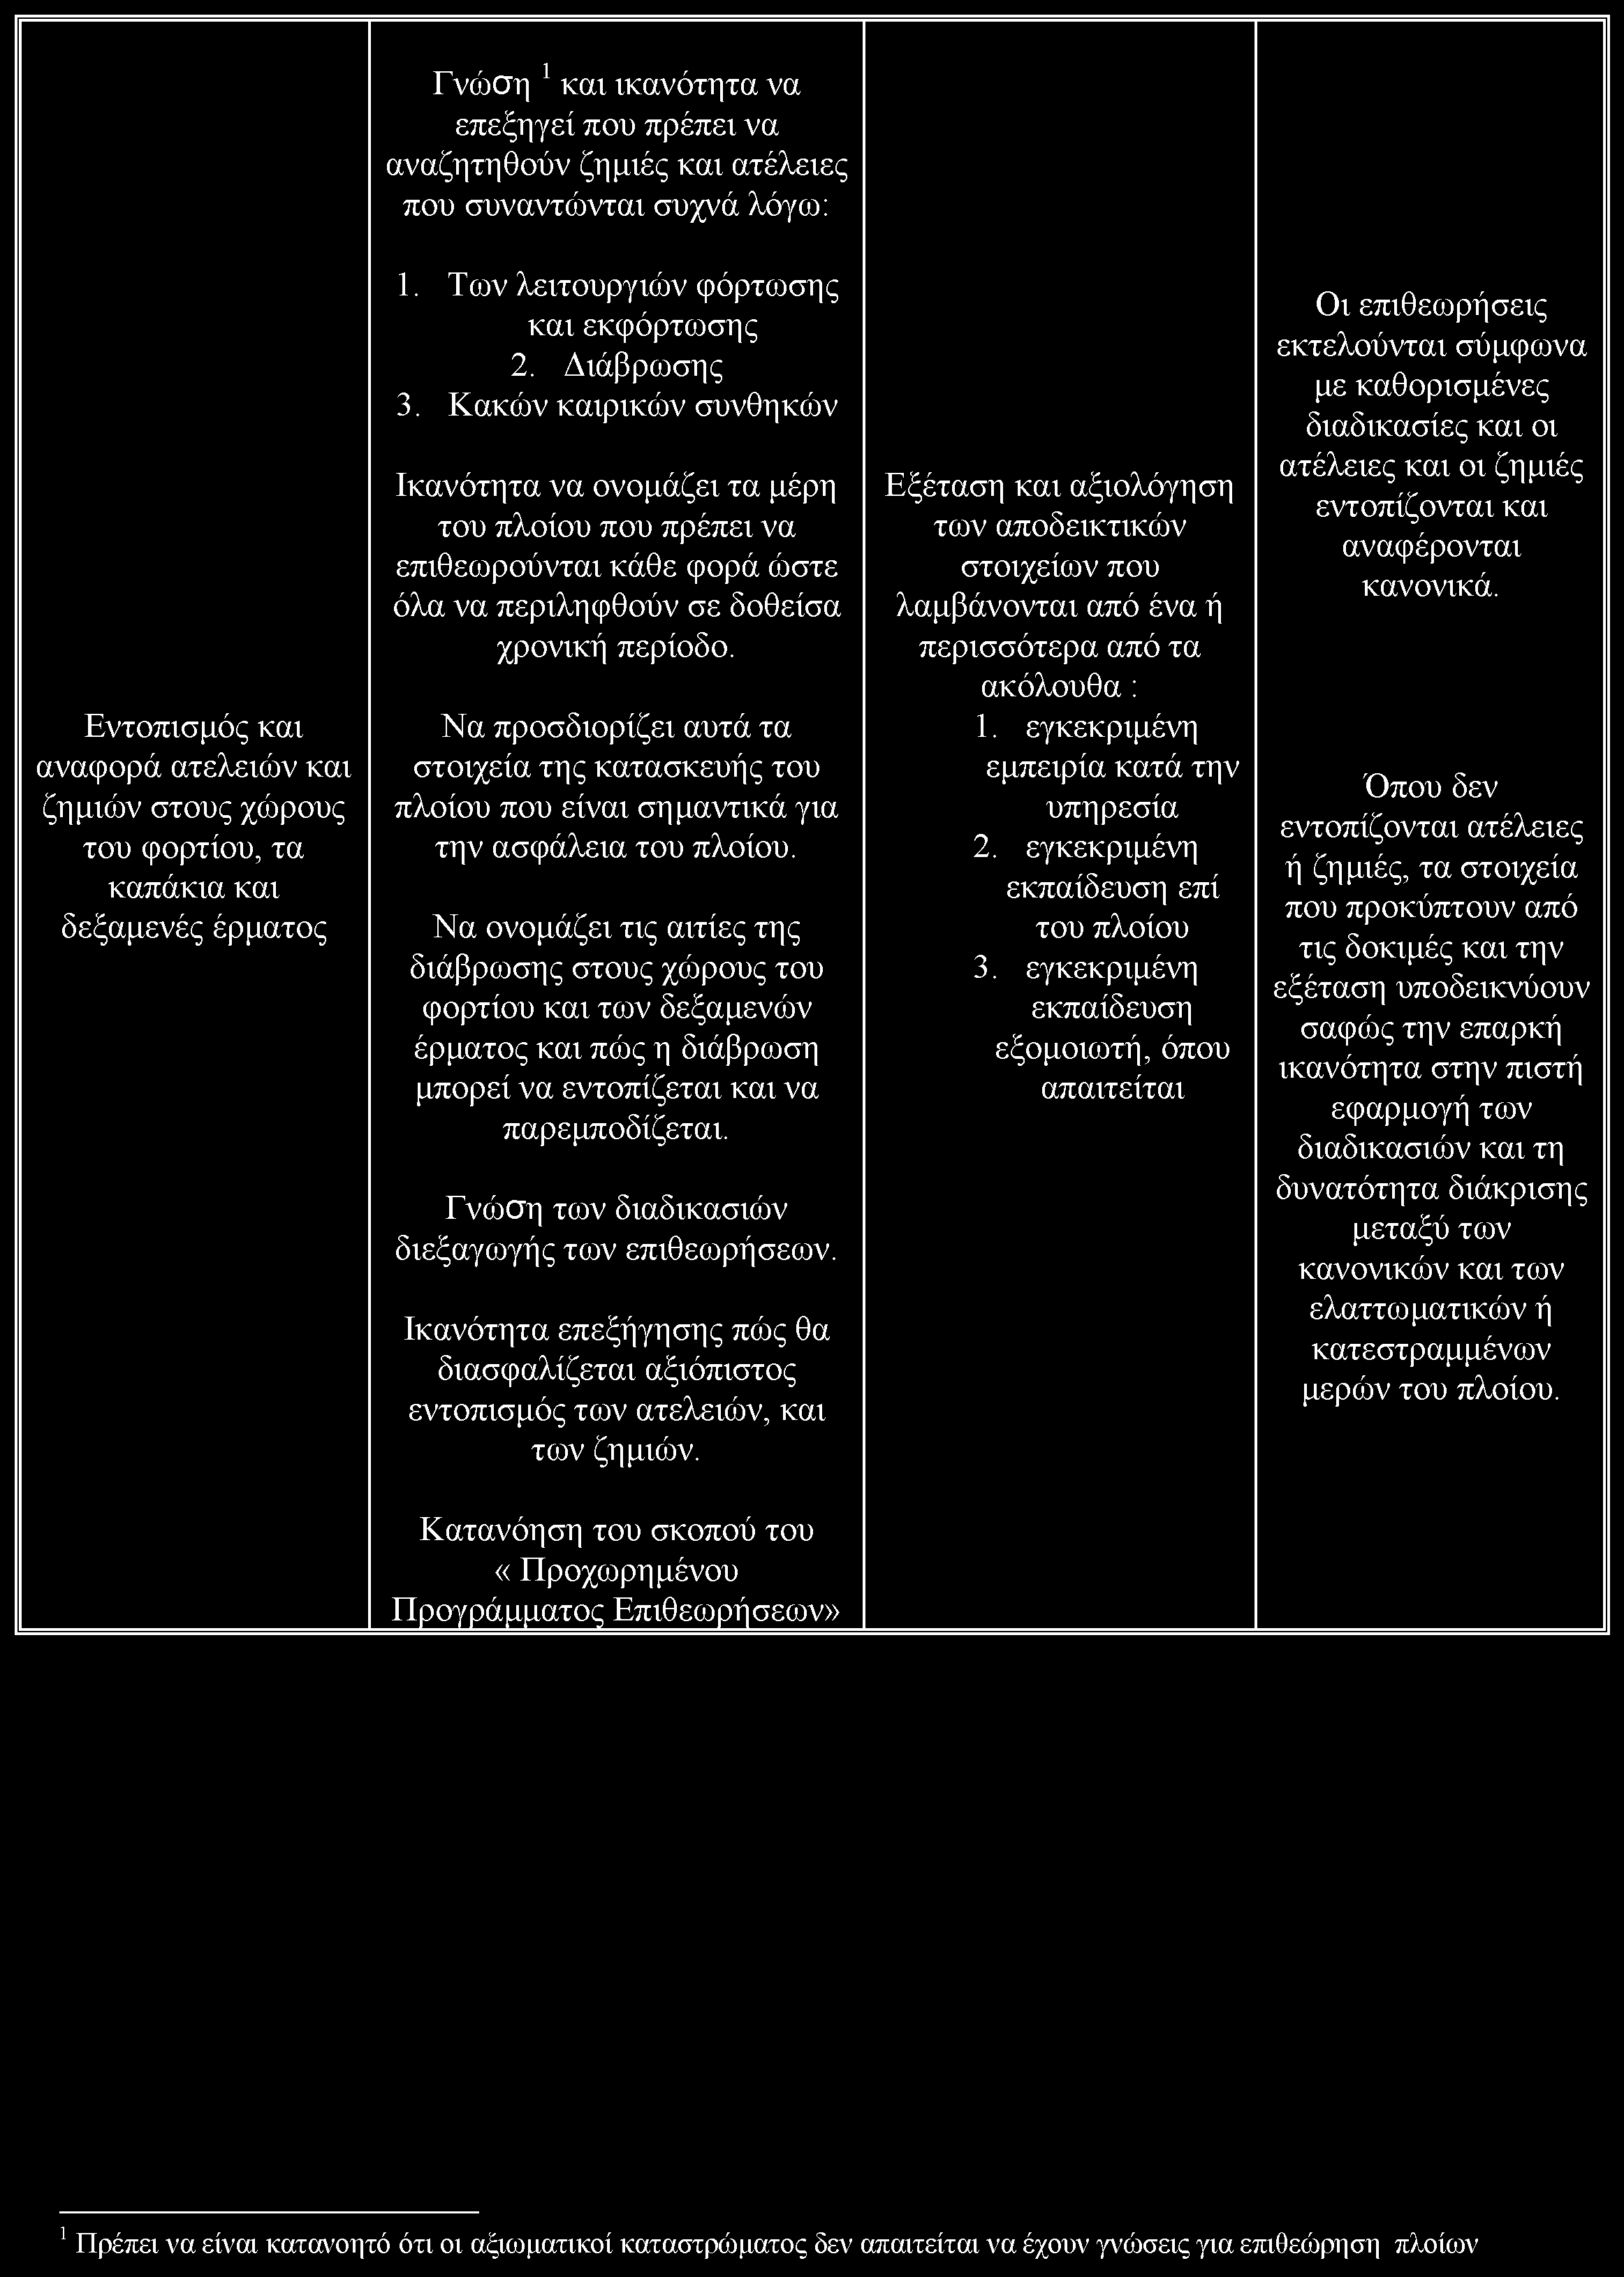 Εντοπισμός και
αναφορά ατελειών και
ζημιών στους χώρους
του φορτίου, τα
καπάκια και
δεξαμενές έρματος
Γνώση 1 και ικανότητα να
επεξηγεί που πρέπει να
αναζητηθούν ζημιές και ατέλειες
που συναντώνται συχνά λόγω:
1. Των λειτουργιών φόρτωσης
και εκφόρτωσης
2. Διάβρωσης
3. Κακών καιρικών συνθηκών
Ικανότητα να ονομάζει τα μέρη
του πλοίου που πρέπει να
επιθεωρούνται κάθε φορά ώστε
όλα να περιληφθούν σε δοθείσα
χρονική περίοδο.
Να προσδιορίζει αυτά τα
στοιχεία της κατασκευής του
πλοίου που είναι σημαντικά για
την ασφάλεια του πλοίου.
Να ονομάζει τις αιτίες της
διάβρωσης στους χώρους του
φορτίου και των δεξαμενών
έρματος και πώς η διάβρωση
μπορεί να εντοπίζεται και να
παρεμποδίζεται.
Γνώση των διαδικασιών
διεξαγωγής των επιθεωρήσεων.
Ικανότητα επεξήγησης πώς θα
διασφαλίζεται αξιόπιστος
εντοπισμός των ατελειών, και
των ζημιών.
Κατανόηση του σκοπού του
« Προχωρημένου
Προγράμματος Επιθεωρήσεων»
Εξέταση και αξιολόγηση
των αποδεικτικών
στοιχείων που
λαμβάνονται από ένα ή
περισσότερα από τα
ακόλουθα :
1. εγκεκριμένη
εμπειρία κατά την
υπηρεσία
2. εγκεκριμένη
εκπαίδευση επί
του πλοίου
3. εγκεκριμένη
εκπαίδευση
εξομοιωτή, όπου
απαιτείται
Οι επιθεωρήσεις
εκτελούνται σύμφωνα
με καθορισμένες
διαδικασίες και οι
ατέλειες και οι ζημιές
εντοπίζονται και
αναφέρονται
κανονικά.
Όπου δεν
εντοπίζονται ατέλειες
ή ζημιές, τα στοιχεία
που προκύπτουν από
τις δοκιμές και την
εξέταση υποδεικνύουν
σαφώς την επαρκή
ικανότητα στην πιστή
εφαρμογή των
διαδικασιών και τη
δυνατότητα διάκρισης
μεταξύ των
κανονικών και των
ελαττωματικών ή
κατεστραμμένων
μερών του πλοίου.
1 Πρέπει να είναι κατανοητό ότι οι αξιωματικοί καταστρώματος δεν απαιτείται να έχουν γνώσεις για επιθεώρηση πλοίων